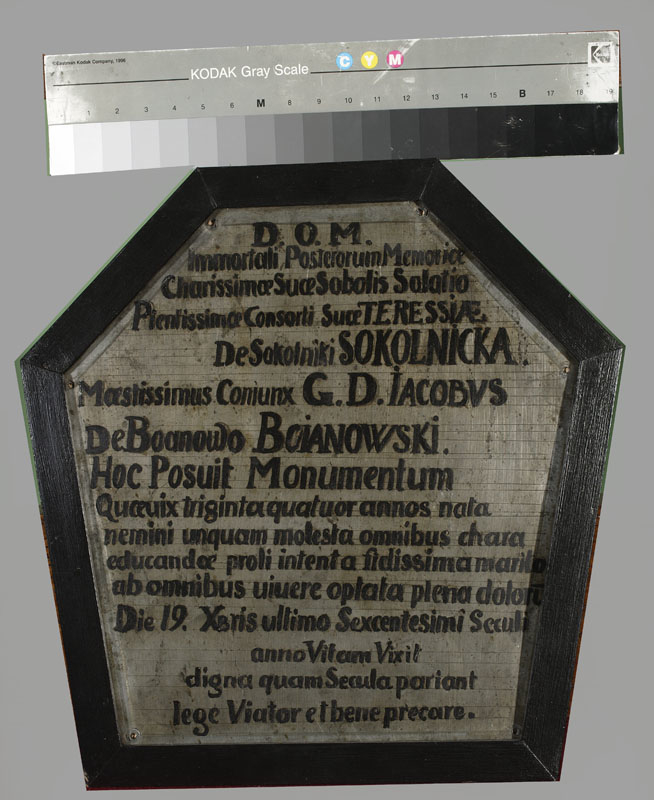 ©Eastman Kodak Company, 1996
KODAK Gray Scale
C Y M
1 2 3 4 5 6 M 8 9 10 11 12 13 14 15 B 17 18 19
D. O. M.
Immortali Posterorum Memoriæ
Charissimæ Suæ Sobolis Solatio
Pientissimæ Consorti Suæ TERESSIÆ.
De Sokolniki SOKOLNICKA.
Mæstissimus Coniunx G. D. IACOBVS
De Boanowo BOIANOWSKI.
Hoc Posuit Monumentum
Quæ uix triginta quatuor annos nata
nemini unquam molesta omnibus chara
educandæ proli intenta fidissima marito
ab omnibus uiuere optata plena dolori
Die 19. Xbris ultimo Sexcentesimi Seculi
anno Vitam Vixit
digna quam Secula pariant
lege Viator et bene precare.